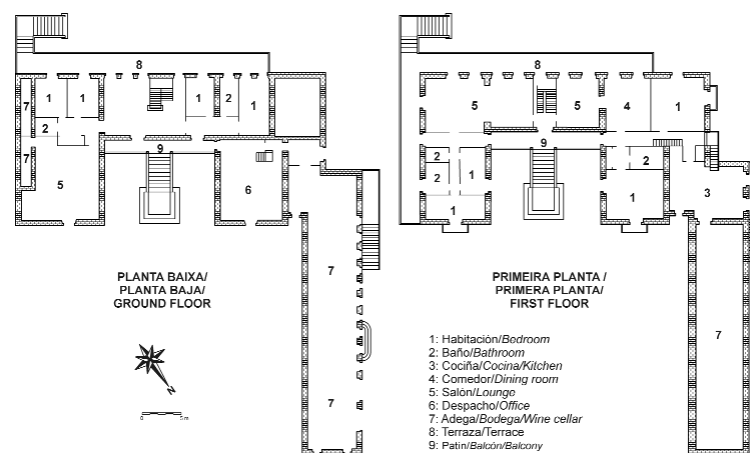 8
7
1
1
1
2
1
2
7
9
5
6
7
7
PLANTA BAIXA/
PLANTA BAJA/
GROUND FLOOR
N
0 5m
8
5
5
4
1
9
2
2
1
2
3
1
1
7
PRIMEIRA PLANTA /
PRIMERA PLANTA/
FIRST FLOOR
1: Habitación/Bedroom
2: Baño/Bathroom
3: Cociña/Cocina/Kitchen
4: Comedor/Dining room
5: Salón/Lounge
6: Despacho/Office
7: Adega/Bodega/Wine cellar
8: Terraza/Terrace
9: Patín/Balcón/Balcony